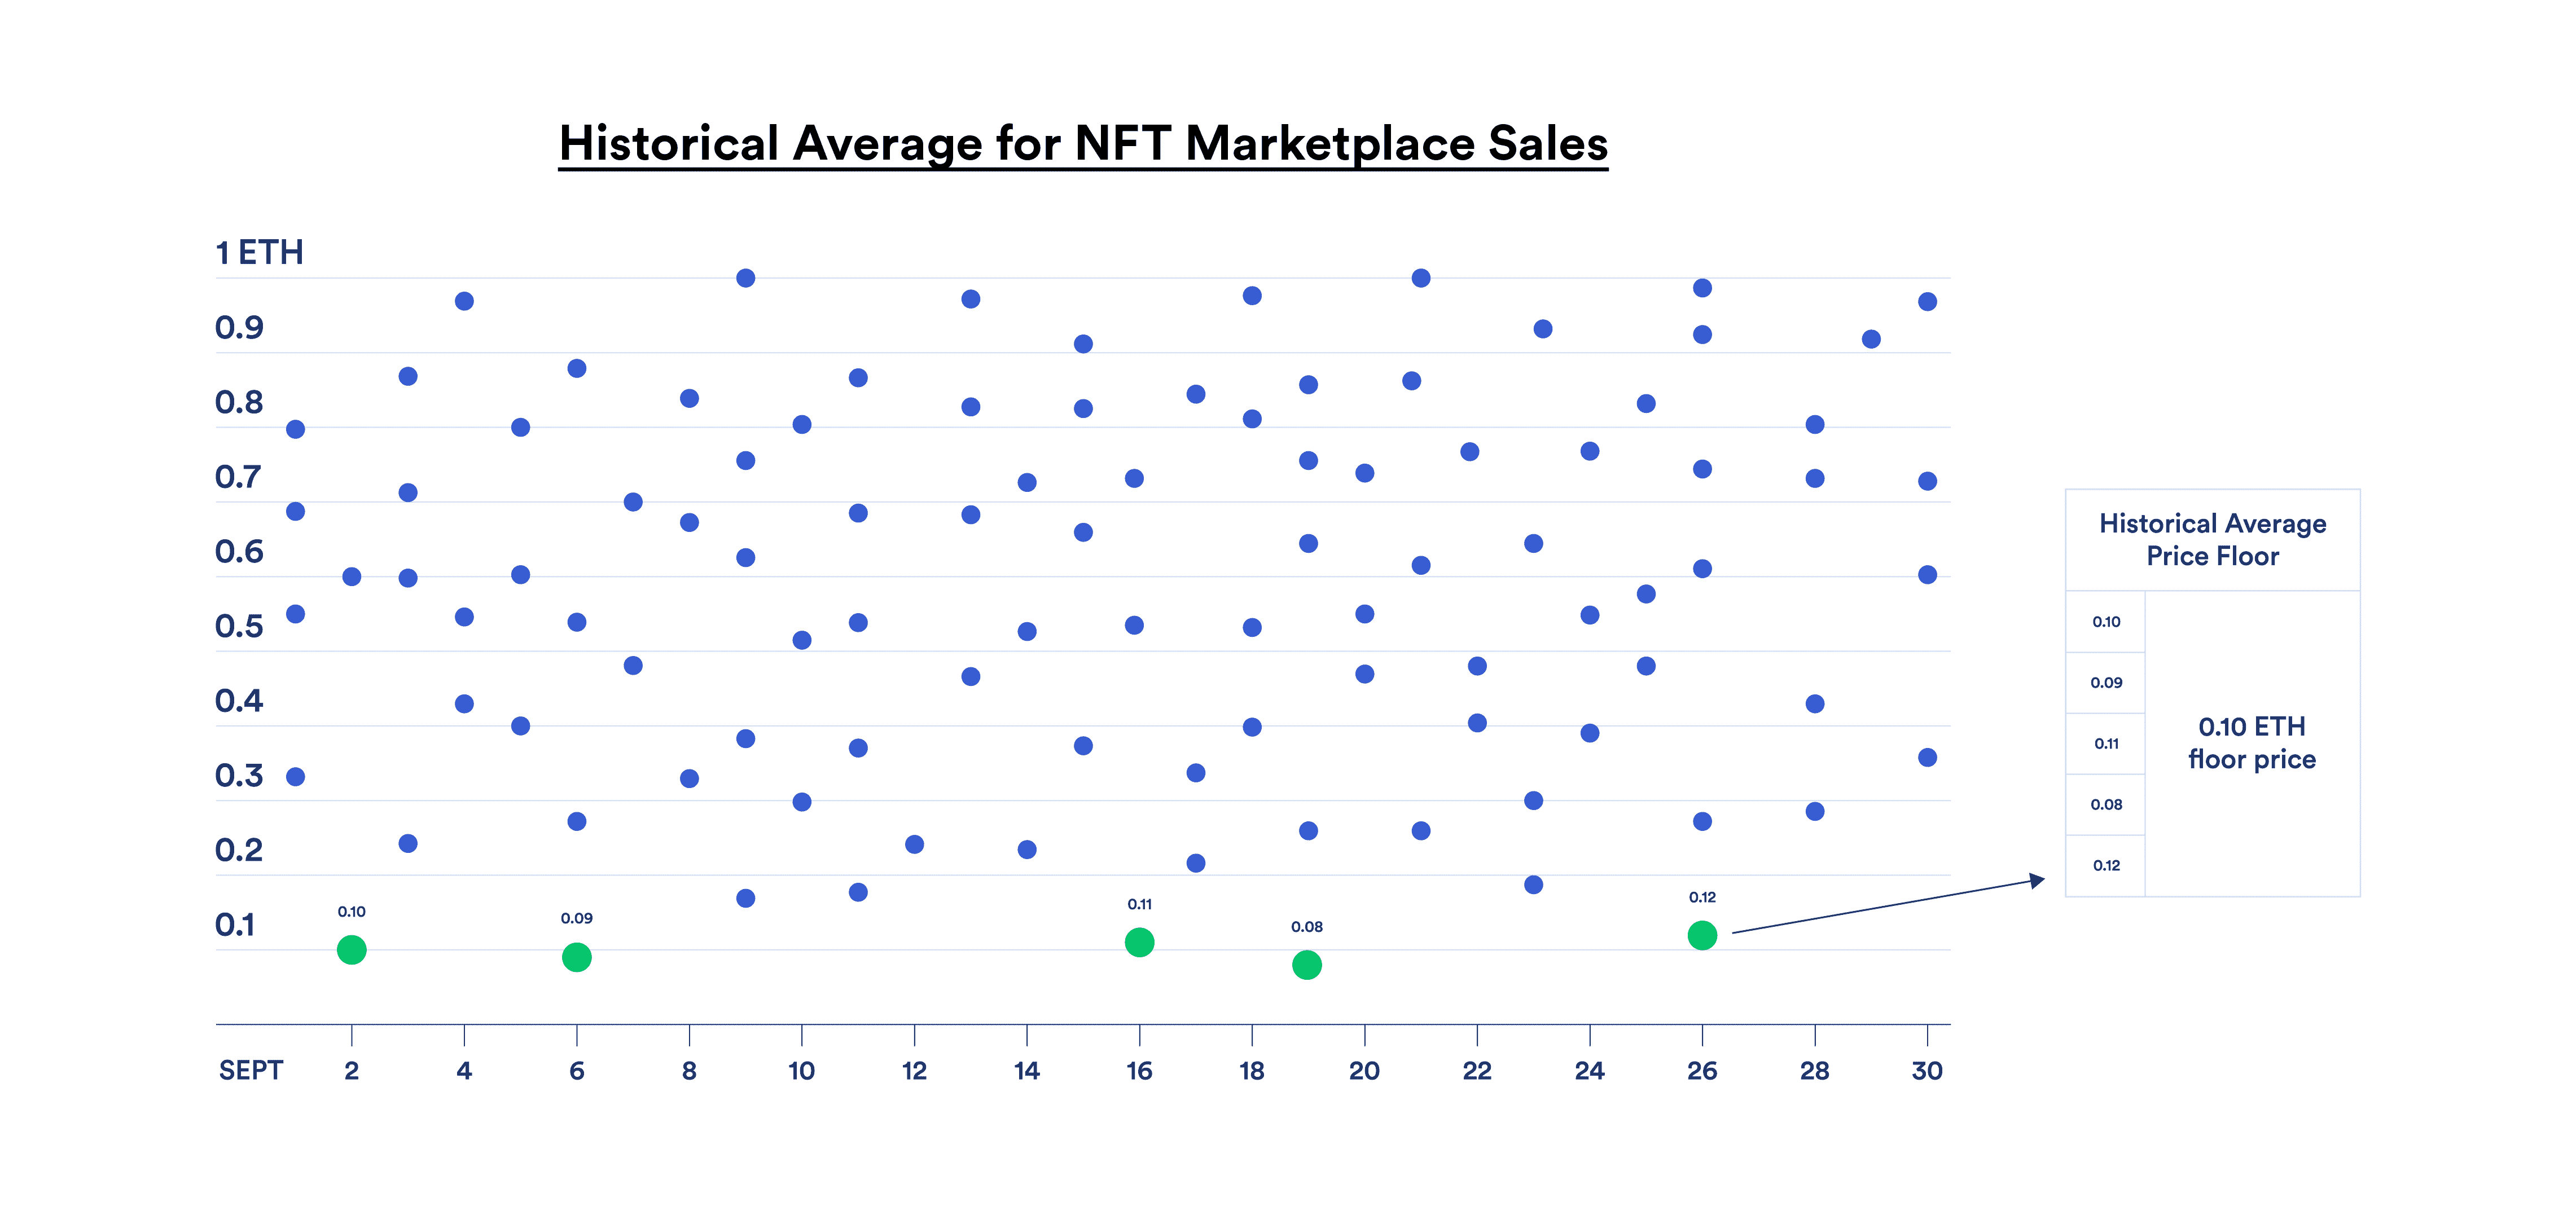 Historical Average for NFT Marketplace Sales
1 ETH
0.9
0.8
0.7
0.6
0.5
0.4
0.3
0.2
0.1
0.10
0.09
0.11
0.08
0.12
SEPT 2 4 6 8 10 12 14 16 18 20 22 24 26 28 30
Historical Average
Price Floor
0.10
0.09
0.11
0.08
0.12
0.10 ETH
floor price